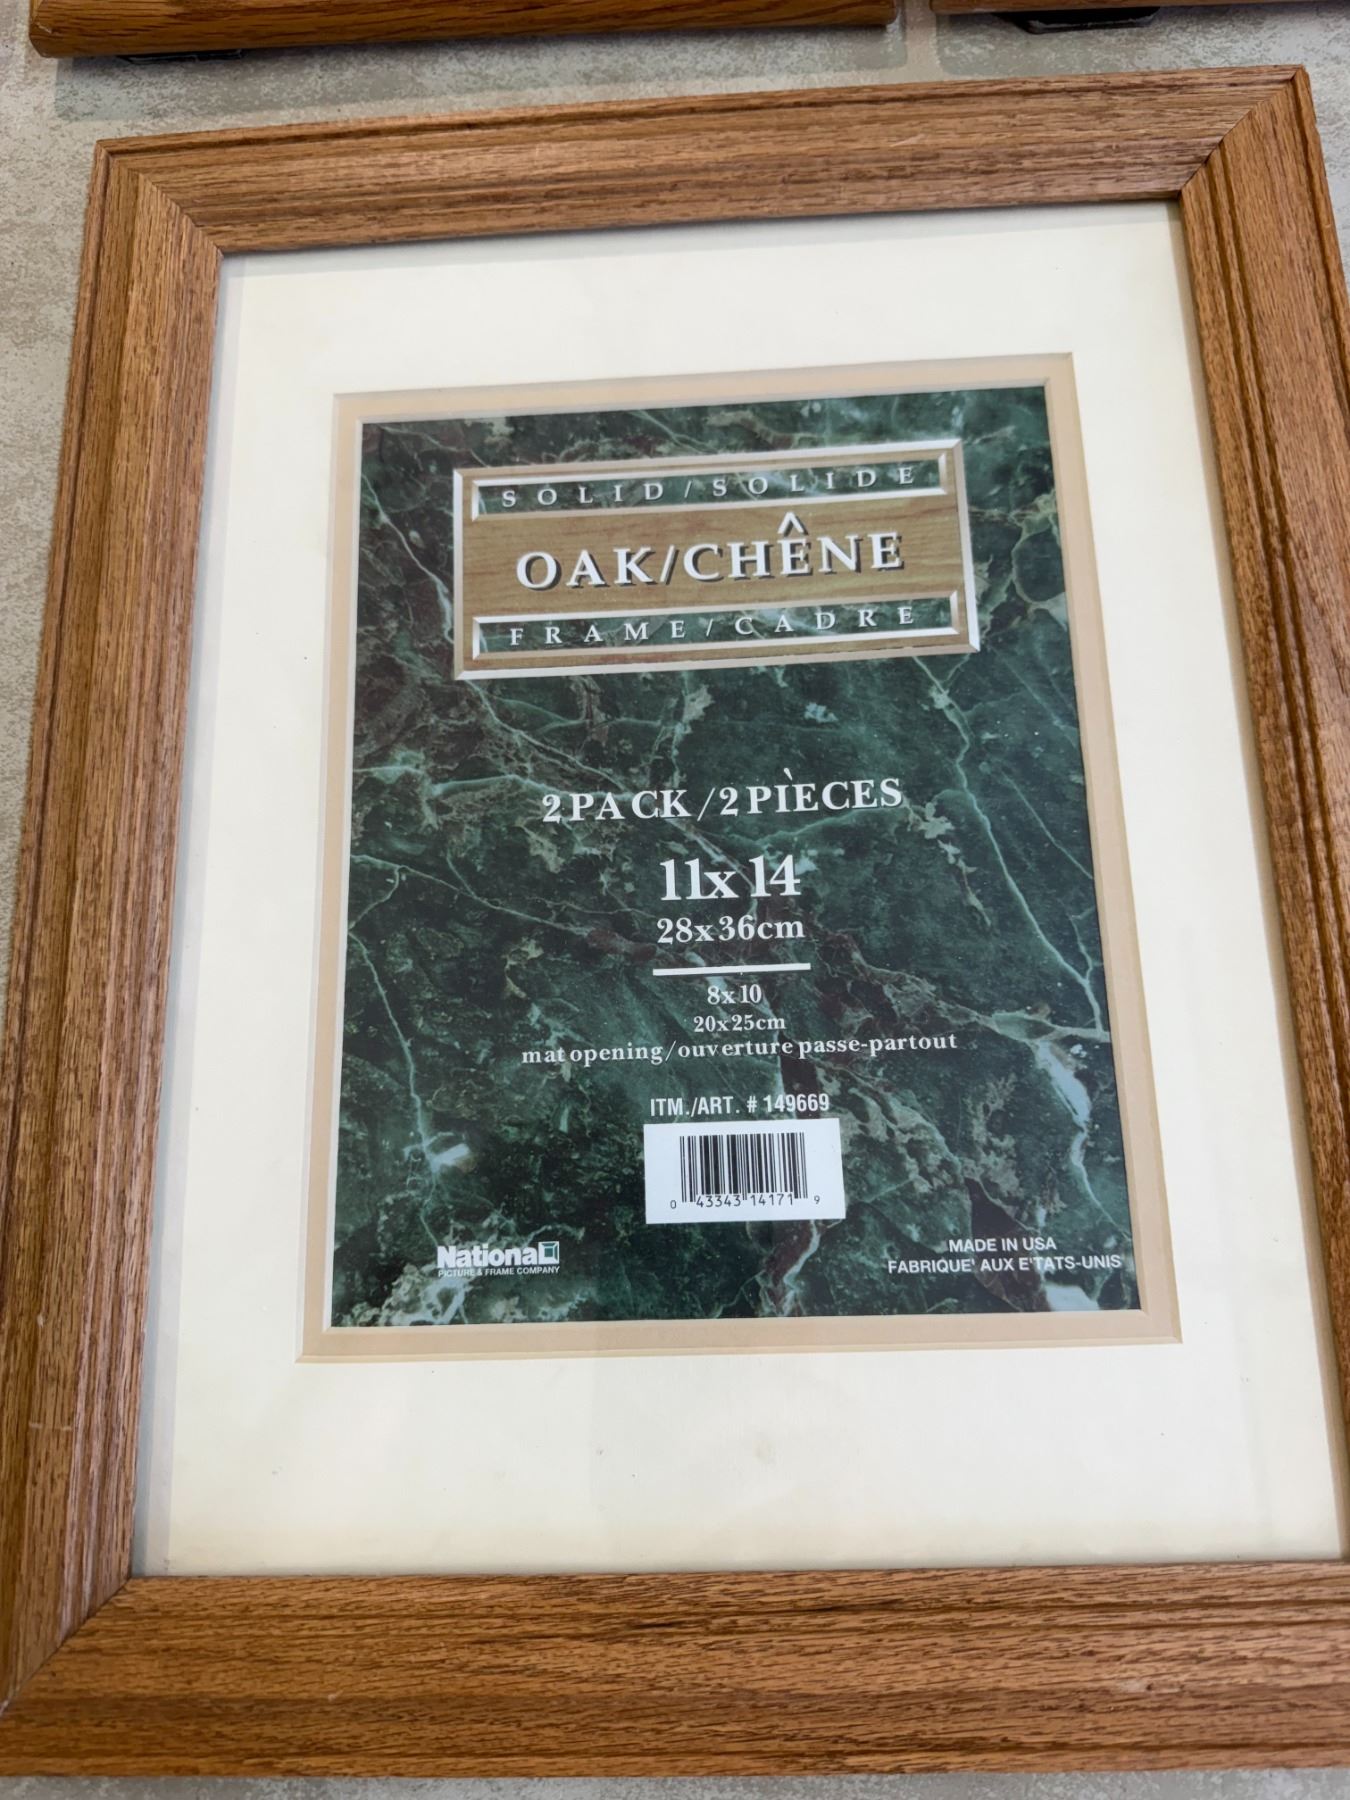 SOLID/SOLIDE
OAK/CHÊNE
FRAME/CADRE
2 PACK/2 PIÈCES
11x14
28x36cm
8x10
20x25cm
mat opening/ouverture passe-partout
ITM./ART. # 149669
0 43343 14171 9
National
PICTURE & FRAME COMPANY
MADE IN USA
FABRIQUE' AUX E'TATS-UNIS